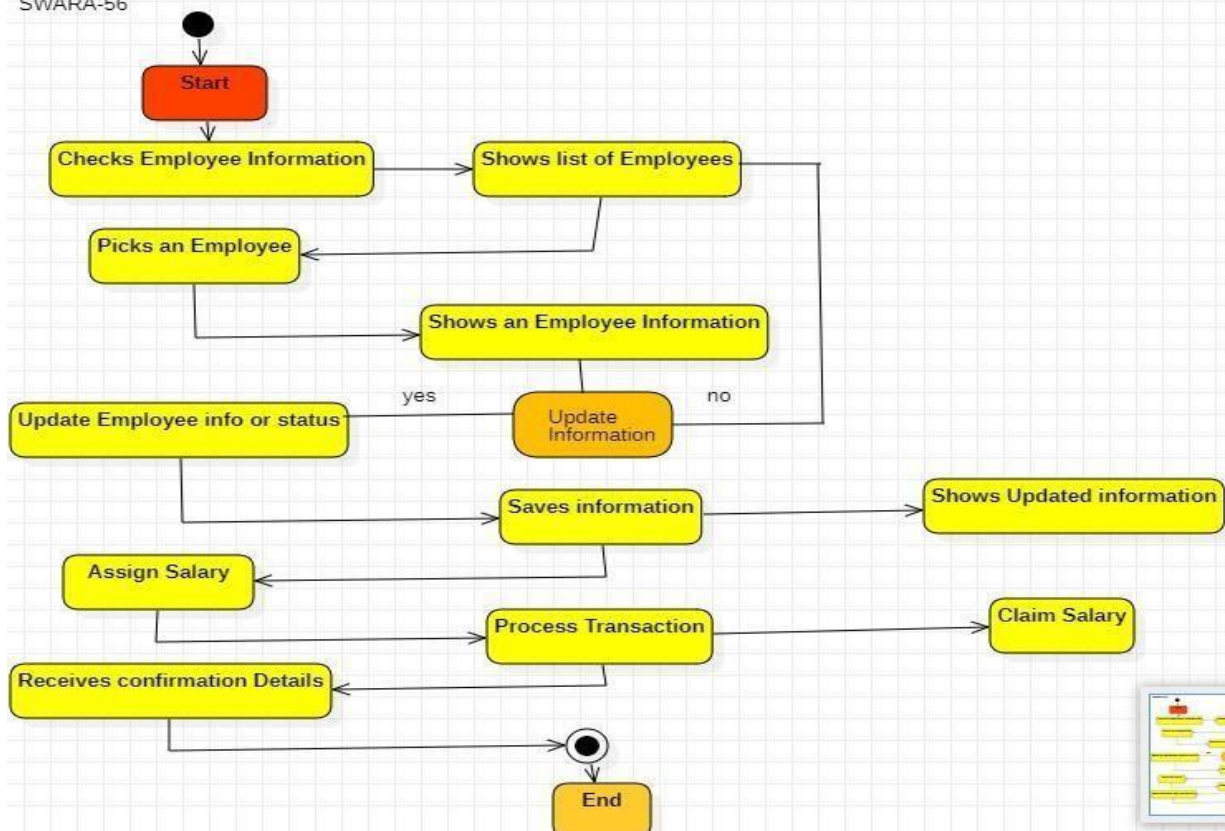 SWARA-56
Start
Checks Employee Information
Shows list of Employees
Picks an Employee
Shows an Employee Information
yes
no
Update Employee info or status
Update
Information
Saves information
Shows Updated information
Assign Salary
Process Transaction
Claim Salary
Receives confirmation Details
End